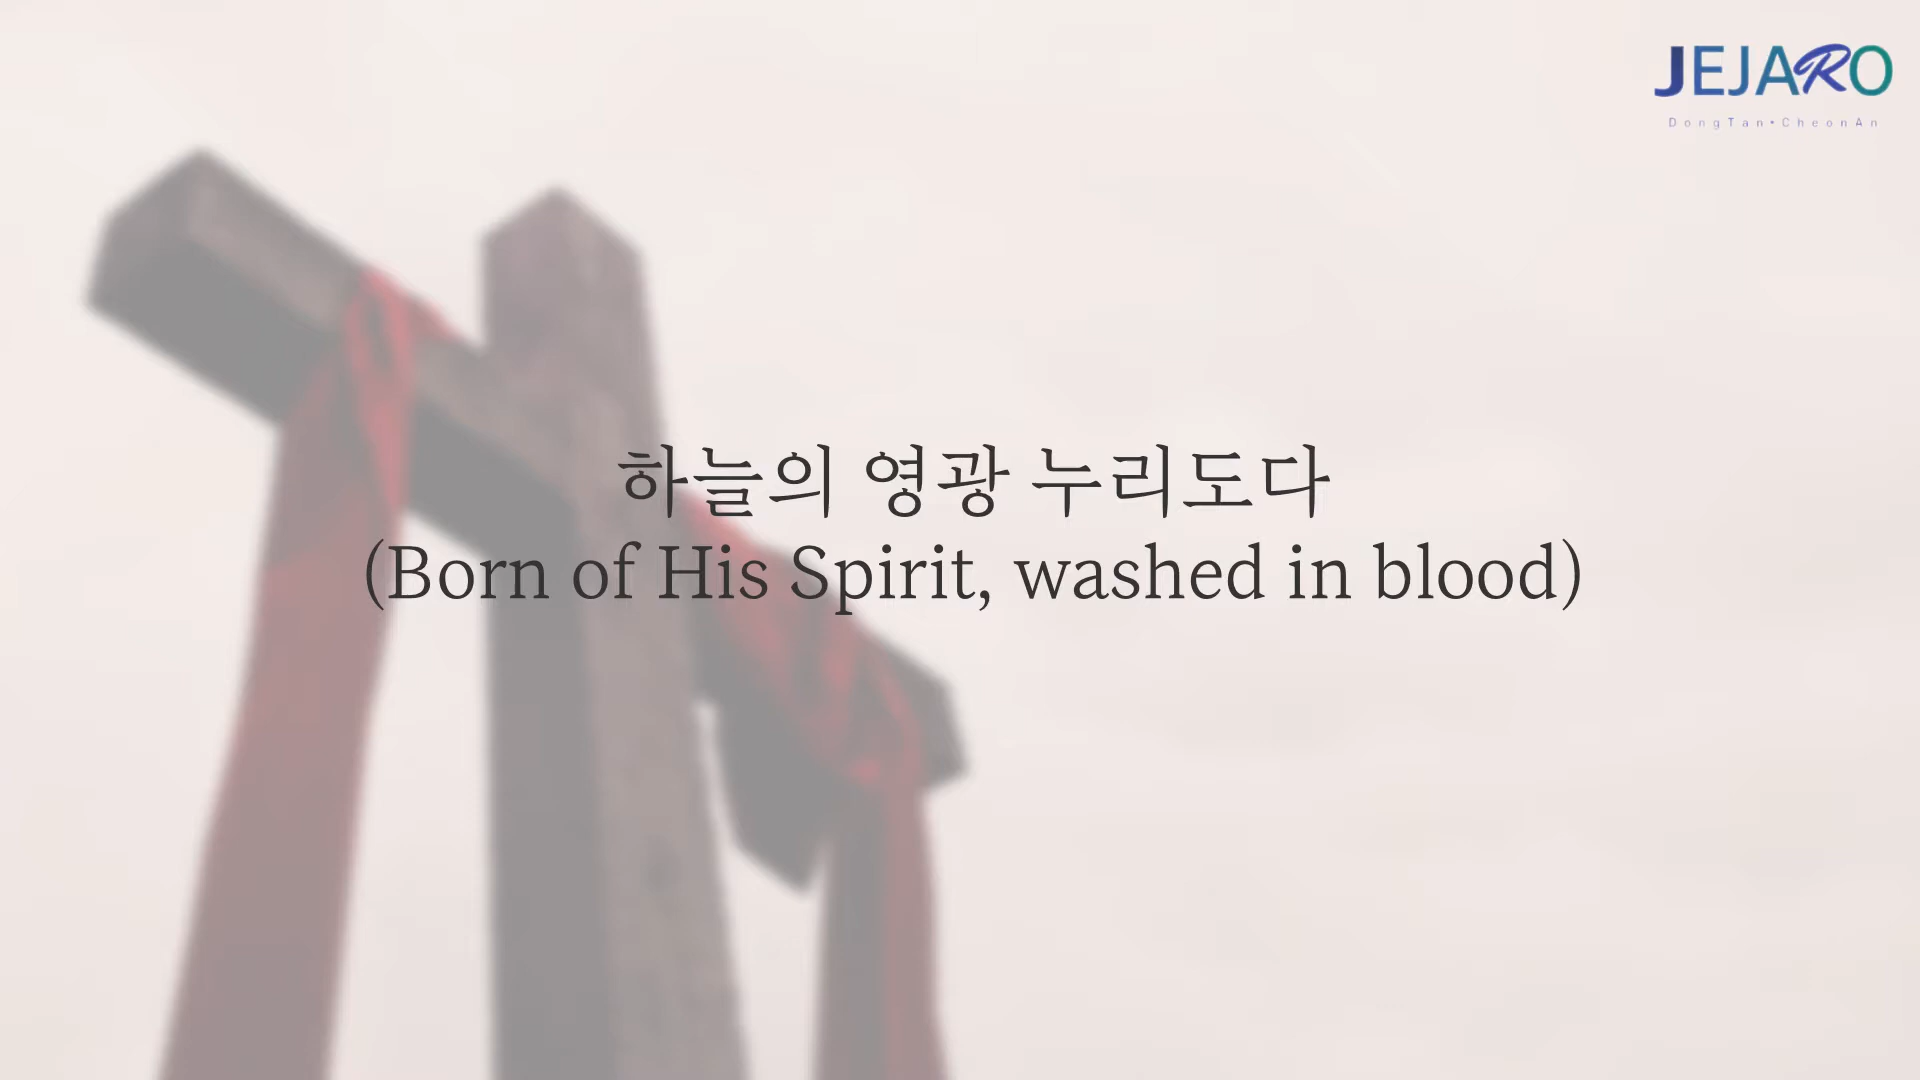 JEJARO
DongTan•CheonAn
하늘의 영광 누리도다
(Born of His Spirit, washed in blood)